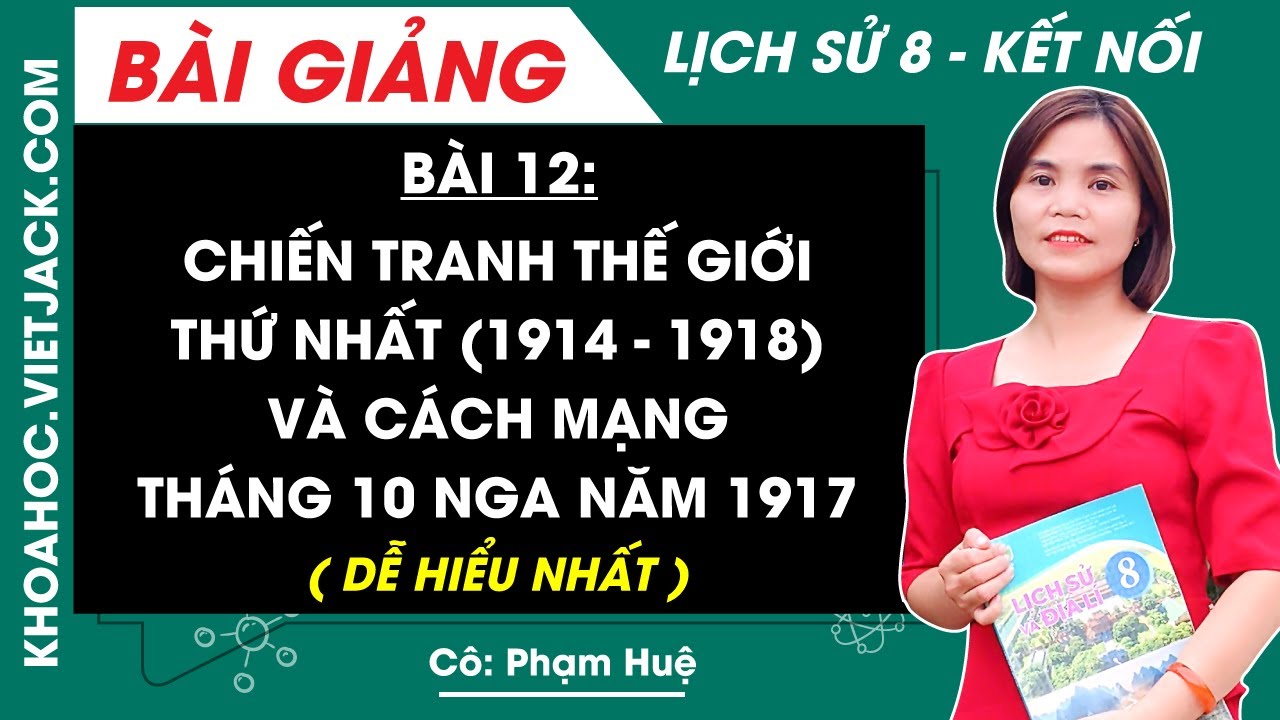 BÀI GIẢNG
LỊCH SỬ 8 - KẾT NỐI
KHOAHOC.VIETJACK.COM
BÀI 12:
CHIẾN TRANH THẾ GIỚI
THỨ NHẤT (1914 - 1918)
VÀ CÁCH MẠNG
THÁNG 10 NGA NĂM 1917
( DỄ HIỂU NHẤT )
Cô: Phạm Huệ
LỊCH SỬ
VÀ ĐỊA LÍ
8